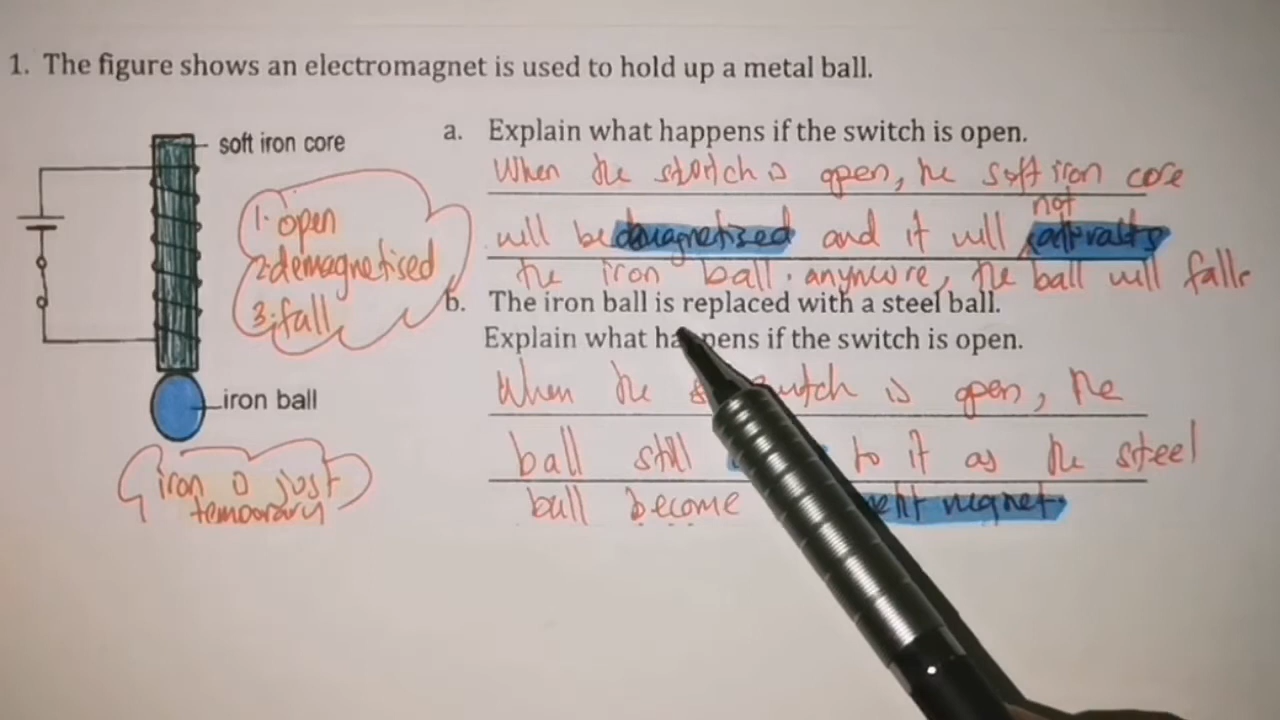 1. The figure shows an electromagnet is used to hold up a metal ball.
soft iron core
iron ball
1. open
2. demagnetised
3. fall
iron is just
temporary
a. Explain what happens if the switch is open.
When the switch is open, the soft iron core
not
will be demagnetised and it will attracts
the iron ball. anymore, the ball will falls
b. The iron ball is replaced with a steel ball.
Explain what happens if the switch is open.
When the switch is open, the
ball still to it as the steel
ball become magnet.